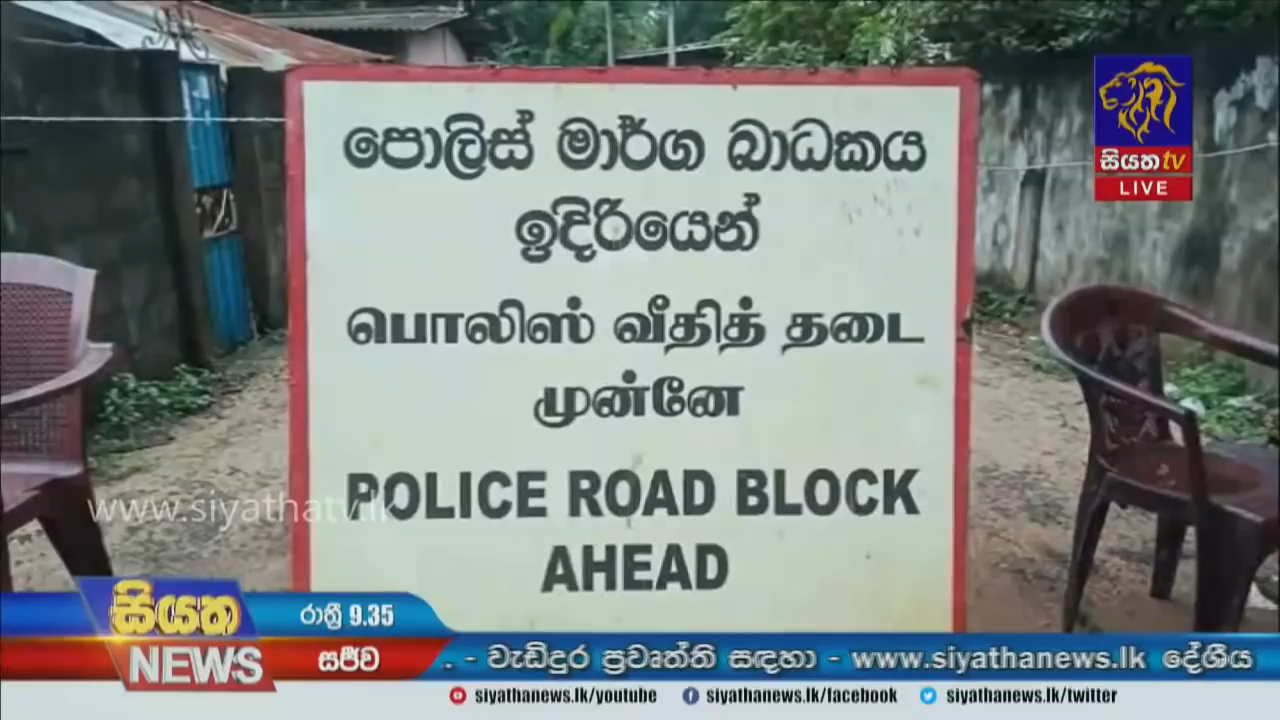 පොලිස් මාර්ග බාධකය
ඉදිරියෙන්
பொலிஸ் வீதித் தடை
முன்னே
POLICE ROAD BLOCK
AHEAD
සියත tv
LIVE
www.siyathatv.lk
සියත
NEWS
රාත්‍රී 9.35
සජීව
. - වැඩිදුර ප්‍රවෘත්ති සඳහා - www.siyathanews.lk දේශීය
siyathanews.lk/youtube
siyathanews.lk/facebook
siyathanews.lk/twitter